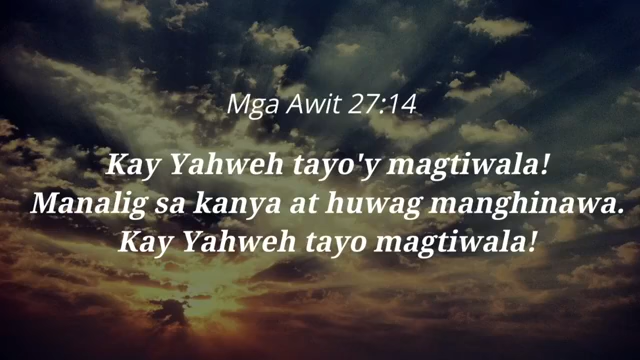 Mga Awit 27:14
Kay Yahweh tayo'y magtiwala!
Manalig sa kanya at huwag manghinawa.
Kay Yahweh tayo magtiwala!